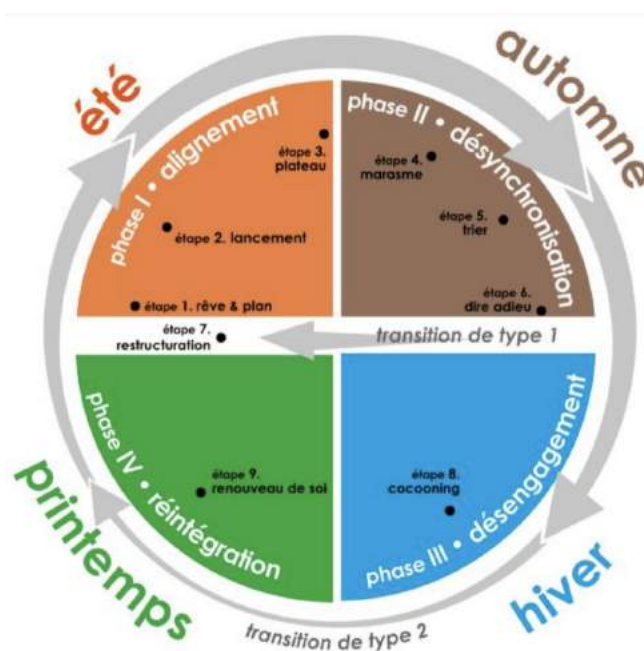 été
automne
phase I • alignement
étape 3.
plateau
étape 2. lancement
étape 1. rêve & plan
phase II • désynchronisation
étape 4.
marasme
étape 5.
trier
étape 6.
dire adieu
étape 7.
restructuration
transition de type 1
phase IV • réintégration
étape 9.
renouveau de soi
étape 8.
cocooning
phase III • désengagement
printemps
hiver
transition de type 2